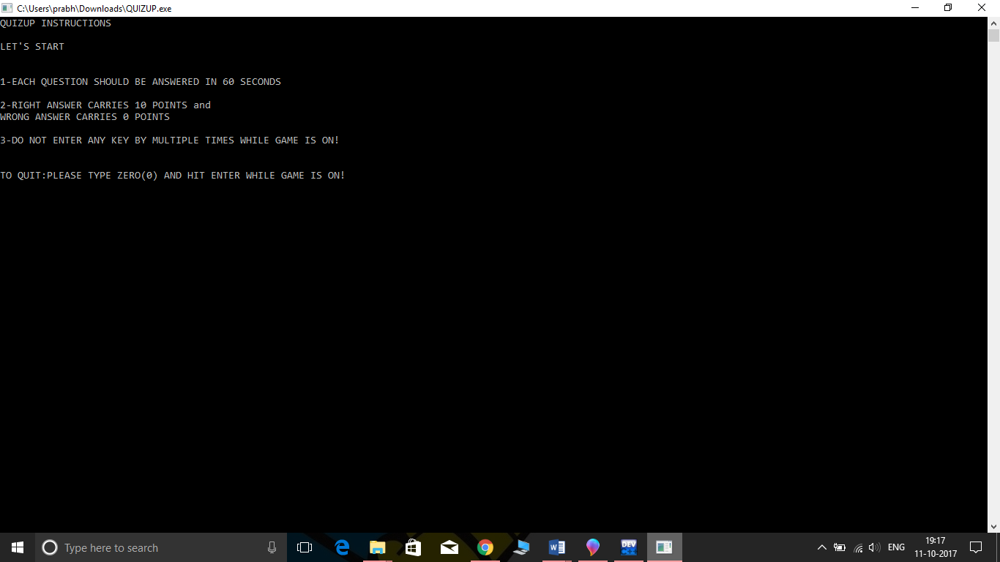 C:\Users\prabh\Downloads\QUIZUP.exe
QUIZUP INSTRUCTIONS
LET'S START
1-EACH QUESTION SHOULD BE ANSWERED IN 60 SECONDS
2-RIGHT ANSWER CARRIES 10 POINTS and
WRONG ANSWER CARRIES 0 POINTS
3-DO NOT ENTER ANY KEY BY MULTIPLE TIMES WHILE GAME IS ON!
TO QUIT:PLEASE TYPE ZERO(0) AND HIT ENTER WHILE GAME IS ON!
Type here to search
DEV
ENG
19:17
11-10-2017